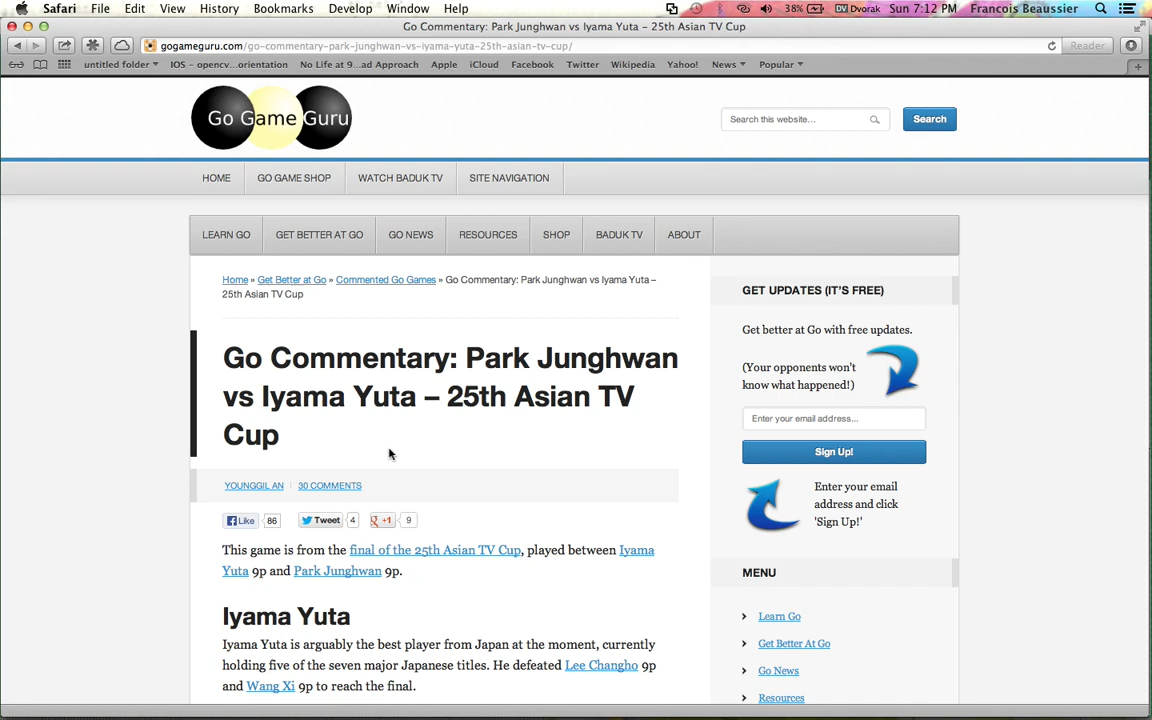 Safari File Edit View History Bookmarks Develop Window Help 38% DV Dvorak Sun 7:12 PM Francois Beaussier
Go Commentary: Park Junghwan vs Iyama Yuta – 25th Asian TV Cup
gogameguru.com/go-commentary-park-junghwan-vs-iyama-yuta-25th-asian-tv-cup/ Reader
untitled folder IOS - opencv...orientation No Life at 9...ad Approach Apple iCloud Facebook Twitter Wikipedia Yahoo! News Popular
Go Game Guru
Search this website... Search
HOME GO GAME SHOP WATCH BADUK TV SITE NAVIGATION
LEARN GO GET BETTER AT GO GO NEWS RESOURCES SHOP BADUK TV ABOUT
Home » Get Better at Go » Commented Go Games » Go Commentary: Park Junghwan vs Iyama Yuta –
25th Asian TV Cup
Go Commentary: Park Junghwan
vs Iyama Yuta – 25th Asian TV
Cup
YOUNGGIL AN 30 COMMENTS
Like 86 Tweet 4 +1 9
This game is from the final of the 25th Asian TV Cup, played between Iyama
Yuta 9p and Park Junghwan 9p.
Iyama Yuta
Iyama Yuta is arguably the best player from Japan at the moment, currently
holding five of the seven major Japanese titles. He defeated Lee Changho 9p
and Wang Xi 9p to reach the final.
GET UPDATES (IT'S FREE)
Get better at Go with free updates.
(Your opponents won't
know what happened!)
Enter your email address...
Sign Up!
Enter your email
address and click
'Sign Up!'
MENU
Learn Go
Get Better At Go
Go News
Resources